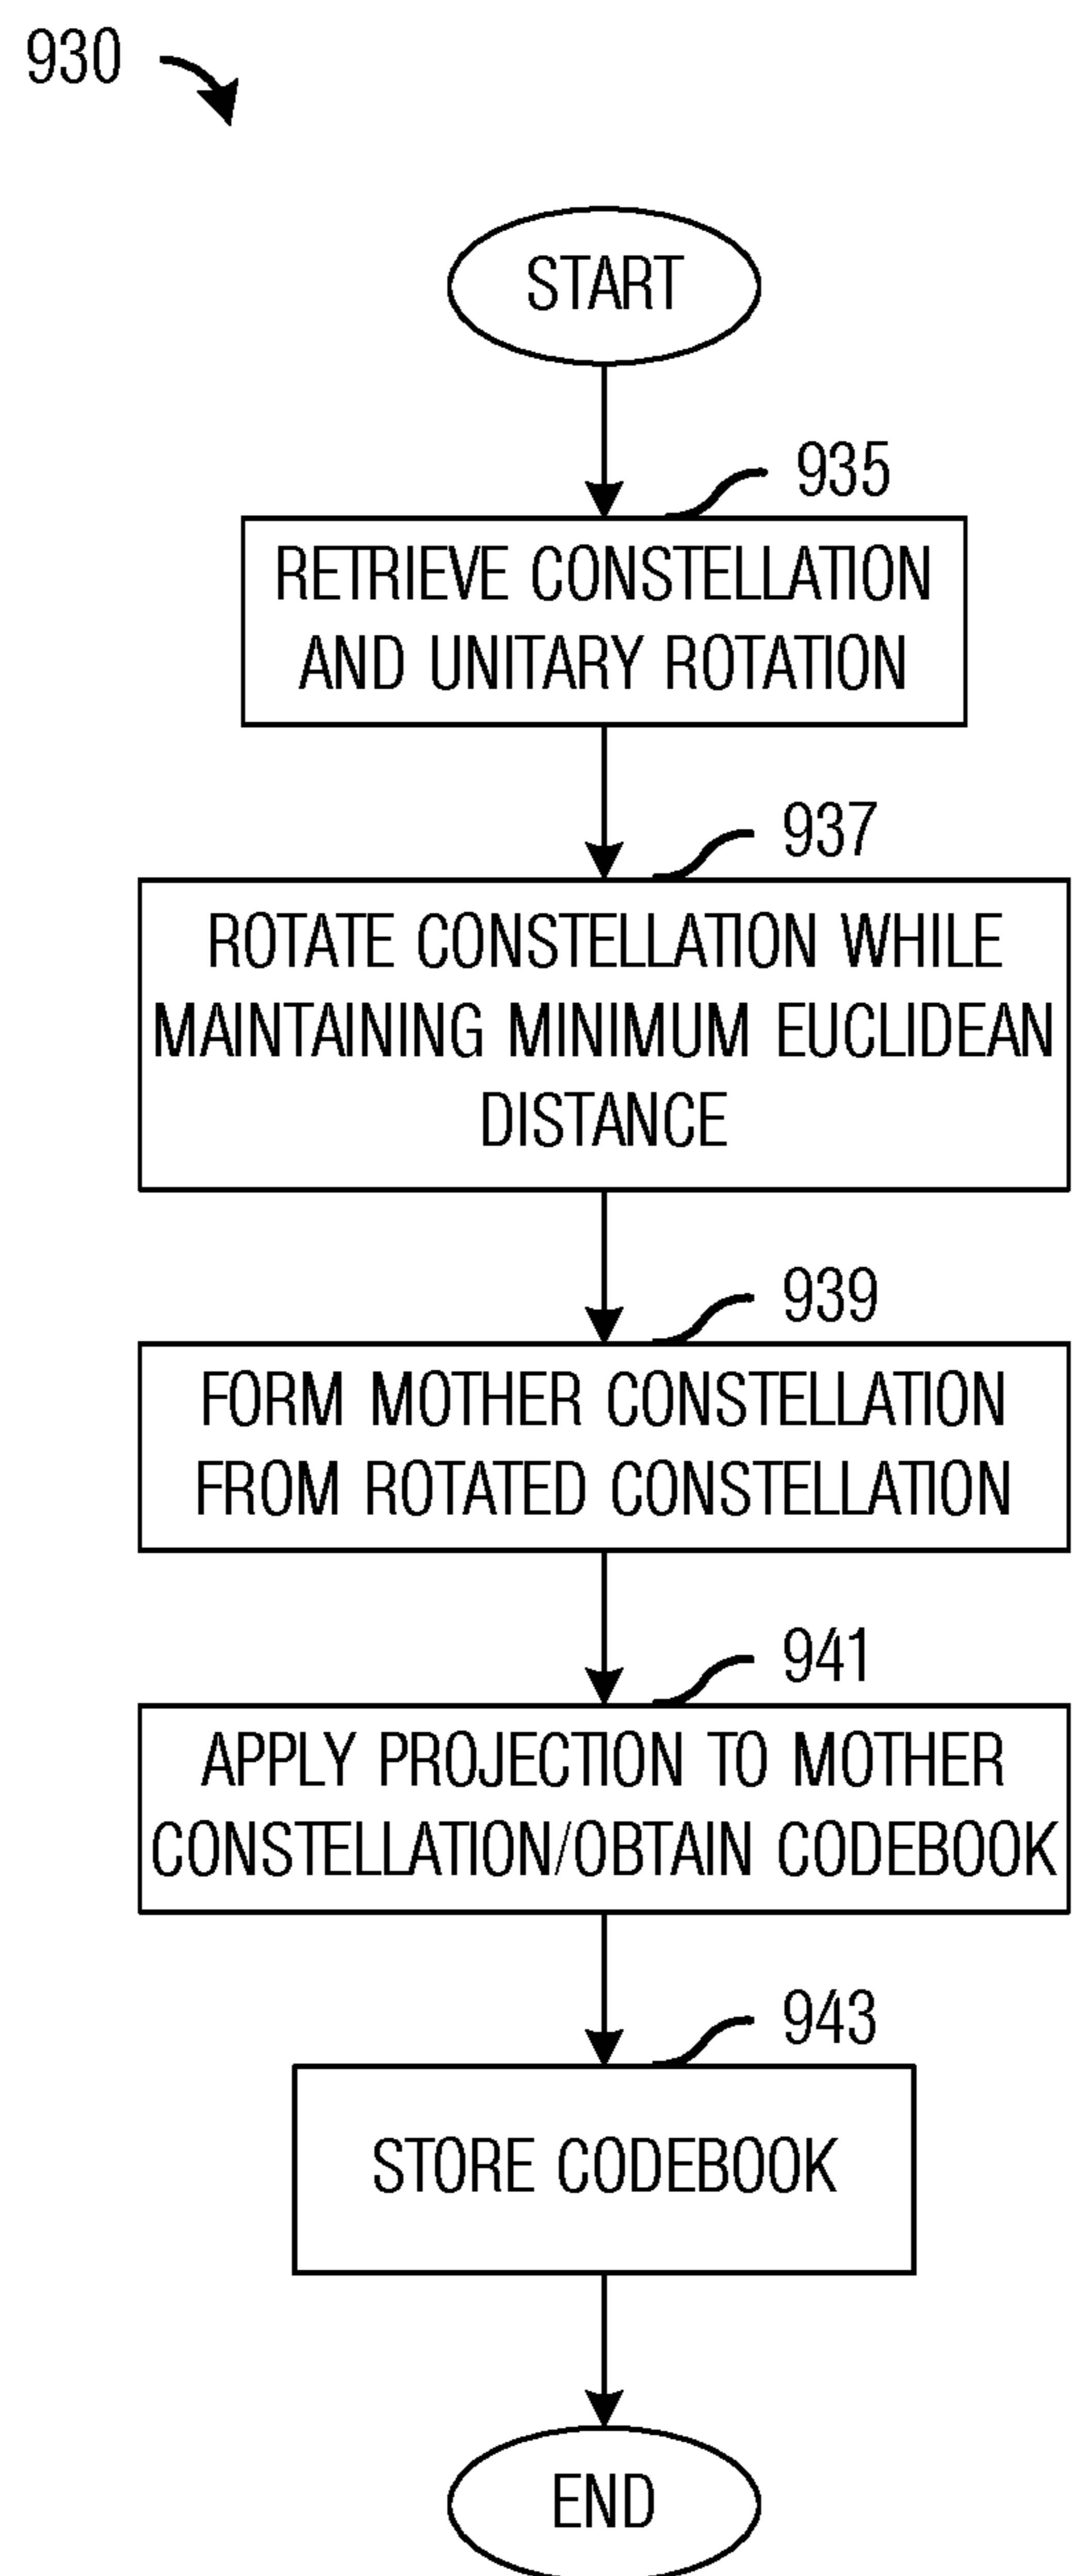 930
START
935
RETRIEVE CONSTELLATION
AND UNITARY ROTATION
937
ROTATE CONSTELLATION WHILE
MAINTAINING MINIMUM EUCLIDEAN
DISTANCE
939
FORM MOTHER CONSTELLATION
FROM ROTATED CONSTELLATION
941
APPLY PROJECTION TO MOTHER
CONSTELLATION/OBTAIN CODEBOOK
943
STORE CODEBOOK
END